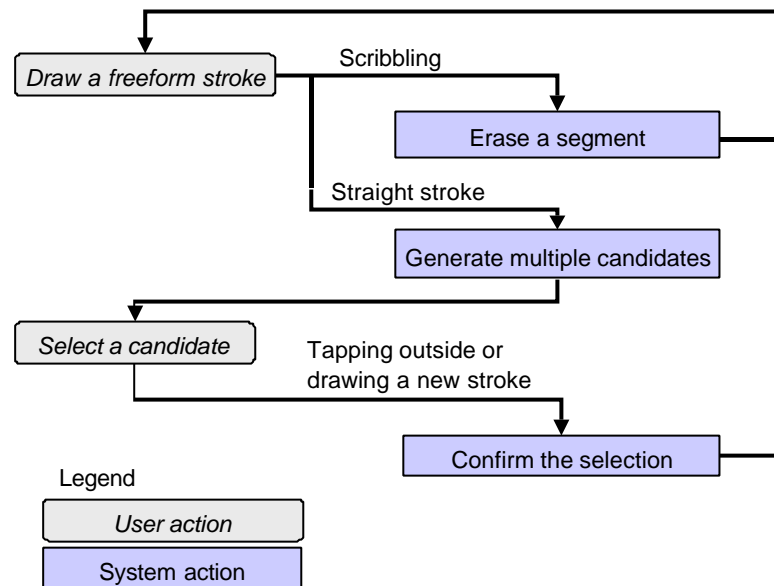 Draw a freeform stroke
Scribbling
Erase a segment
Straight stroke
Generate multiple candidates
Select a candidate
Tapping outside or
drawing a new stroke
Confirm the selection
Legend
User action
System action